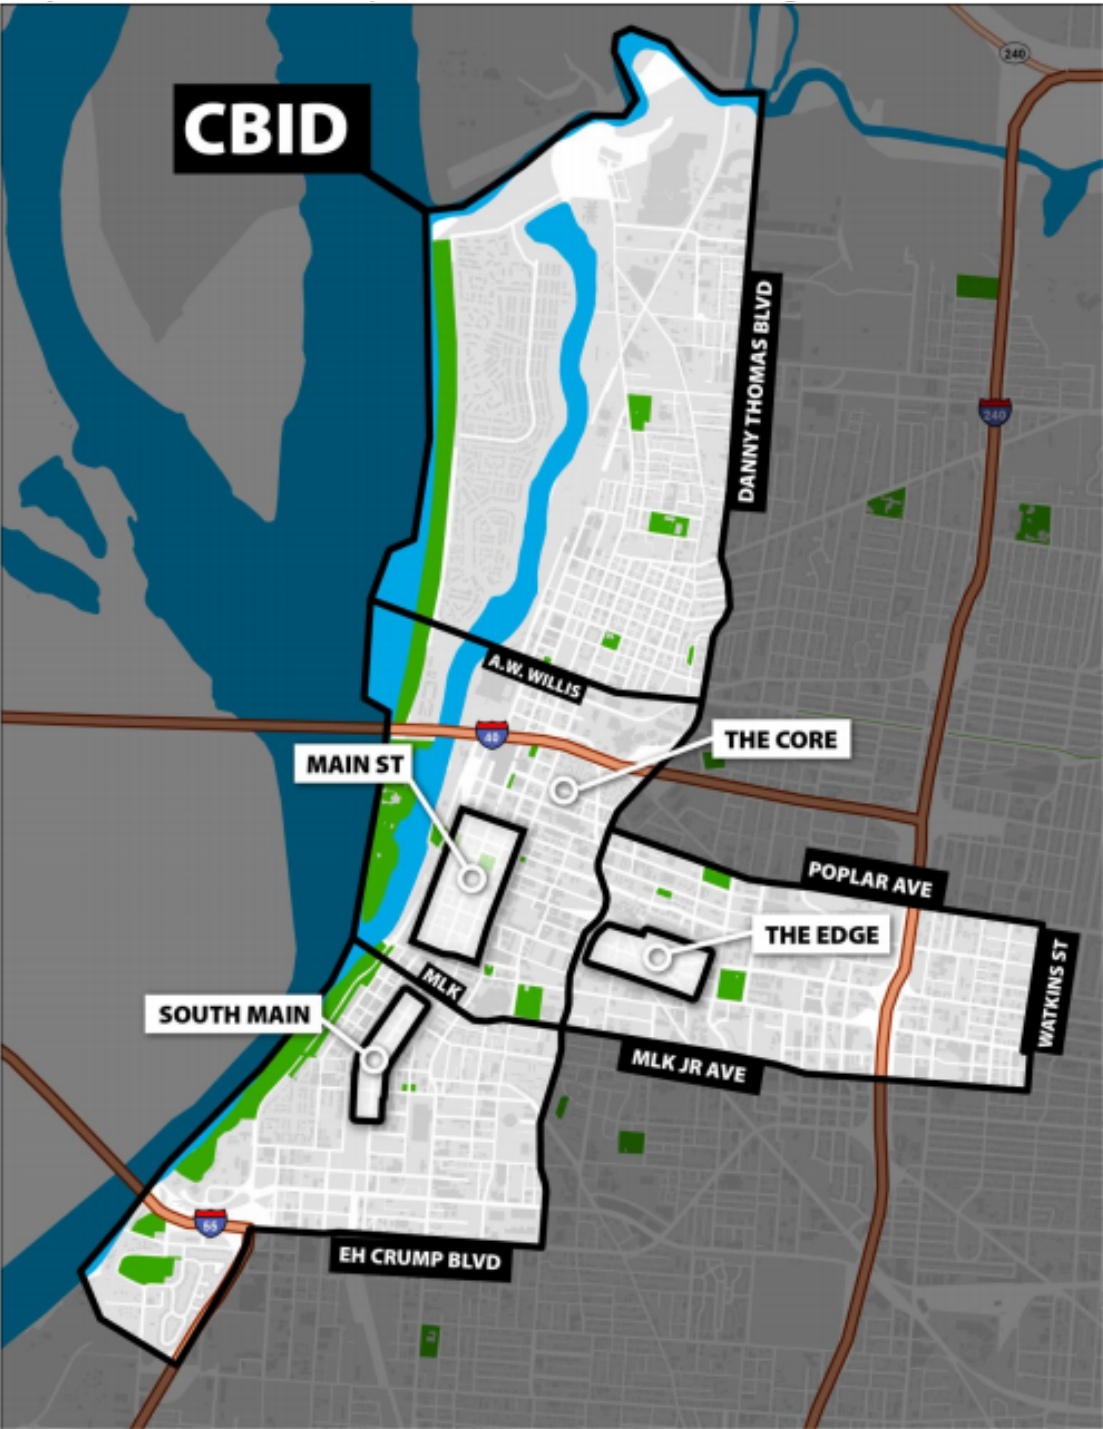 240
CBID
DANNY THOMAS BLVD
240
A.W. WILLIS
40
THE CORE
MAIN ST
POPLAR AVE
THE EDGE
WATKINS ST
MLK
SOUTH MAIN
MLK JR AVE
55
EH CRUMP BLVD